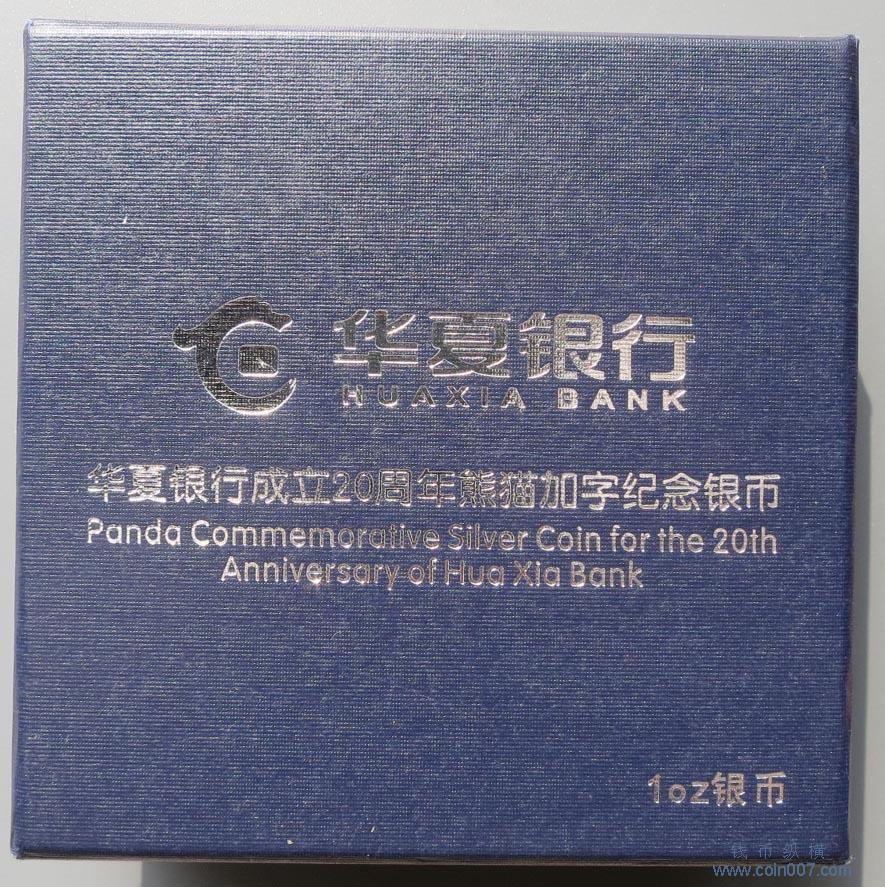 华夏银行
HUAXIA BANK
华夏银行成立20周年熊猫加字纪念银币
Panda Commemorative Silver Coin for the 20th
Anniversary of Hua Xia Bank
1oz银币
钱币纵横
www.coin007.com